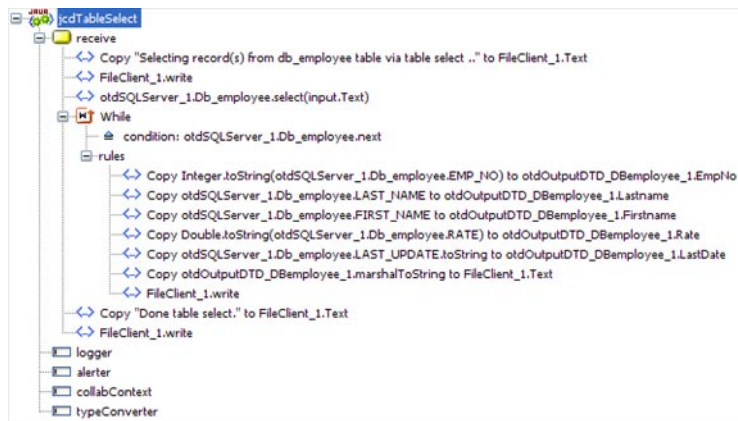 jcdTableSelect
receive
Copy "Selecting record(s) from db_employee table via table select .." to FileClient_1.Text
FileClient_1.write
otdSQLServer_1.Db_employee.select(input.Text)
While
condition: otdSQLServer_1.Db_employee.next
rules
Copy Integer.toString(otdSQLServer_1.Db_employee.EMP_NO) to otdOutputDTD_DBemployee_1.EmpNo
Copy otdSQLServer_1.Db_employee.LAST_NAME to otdOutputDTD_DBemployee_1.Lastname
Copy otdSQLServer_1.Db_employee.FIRST_NAME to otdOutputDTD_DBemployee_1.Firstname
Copy Double.toString(otdSQLServer_1.Db_employee.RATE) to otdOutputDTD_DBemployee_1.Rate
Copy otdSQLServer_1.Db_employee.LAST_UPDATE.toString to otdOutputDTD_DBemployee_1.LastDate
Copy otdOutputDTD_DBemployee_1.marshalToString to FileClient_1.Text
FileClient_1.write
Copy "Done table select." to FileClient_1.Text
FileClient_1.write
logger
alerter
collabContext
typeConverter